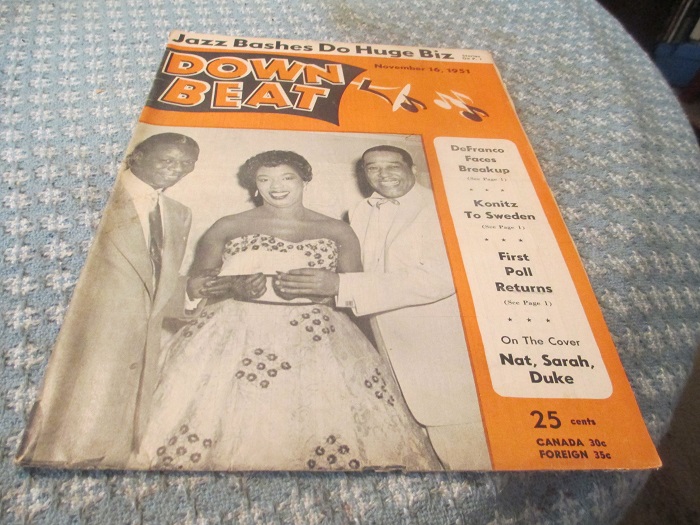 Jazz Bashes Do Huge Biz
DOWN
BEAT
November 16, 1951
DeFranco
Faces
Breakup
(See Page 1)
* * *
Konitz
To Sweden
(See Page 1)
* * *
First
Poll
Returns
(See Page 1)
* * *
On The Cover
Nat, Sarah,
Duke
25 cents
CANADA 30c
FOREIGN 35c